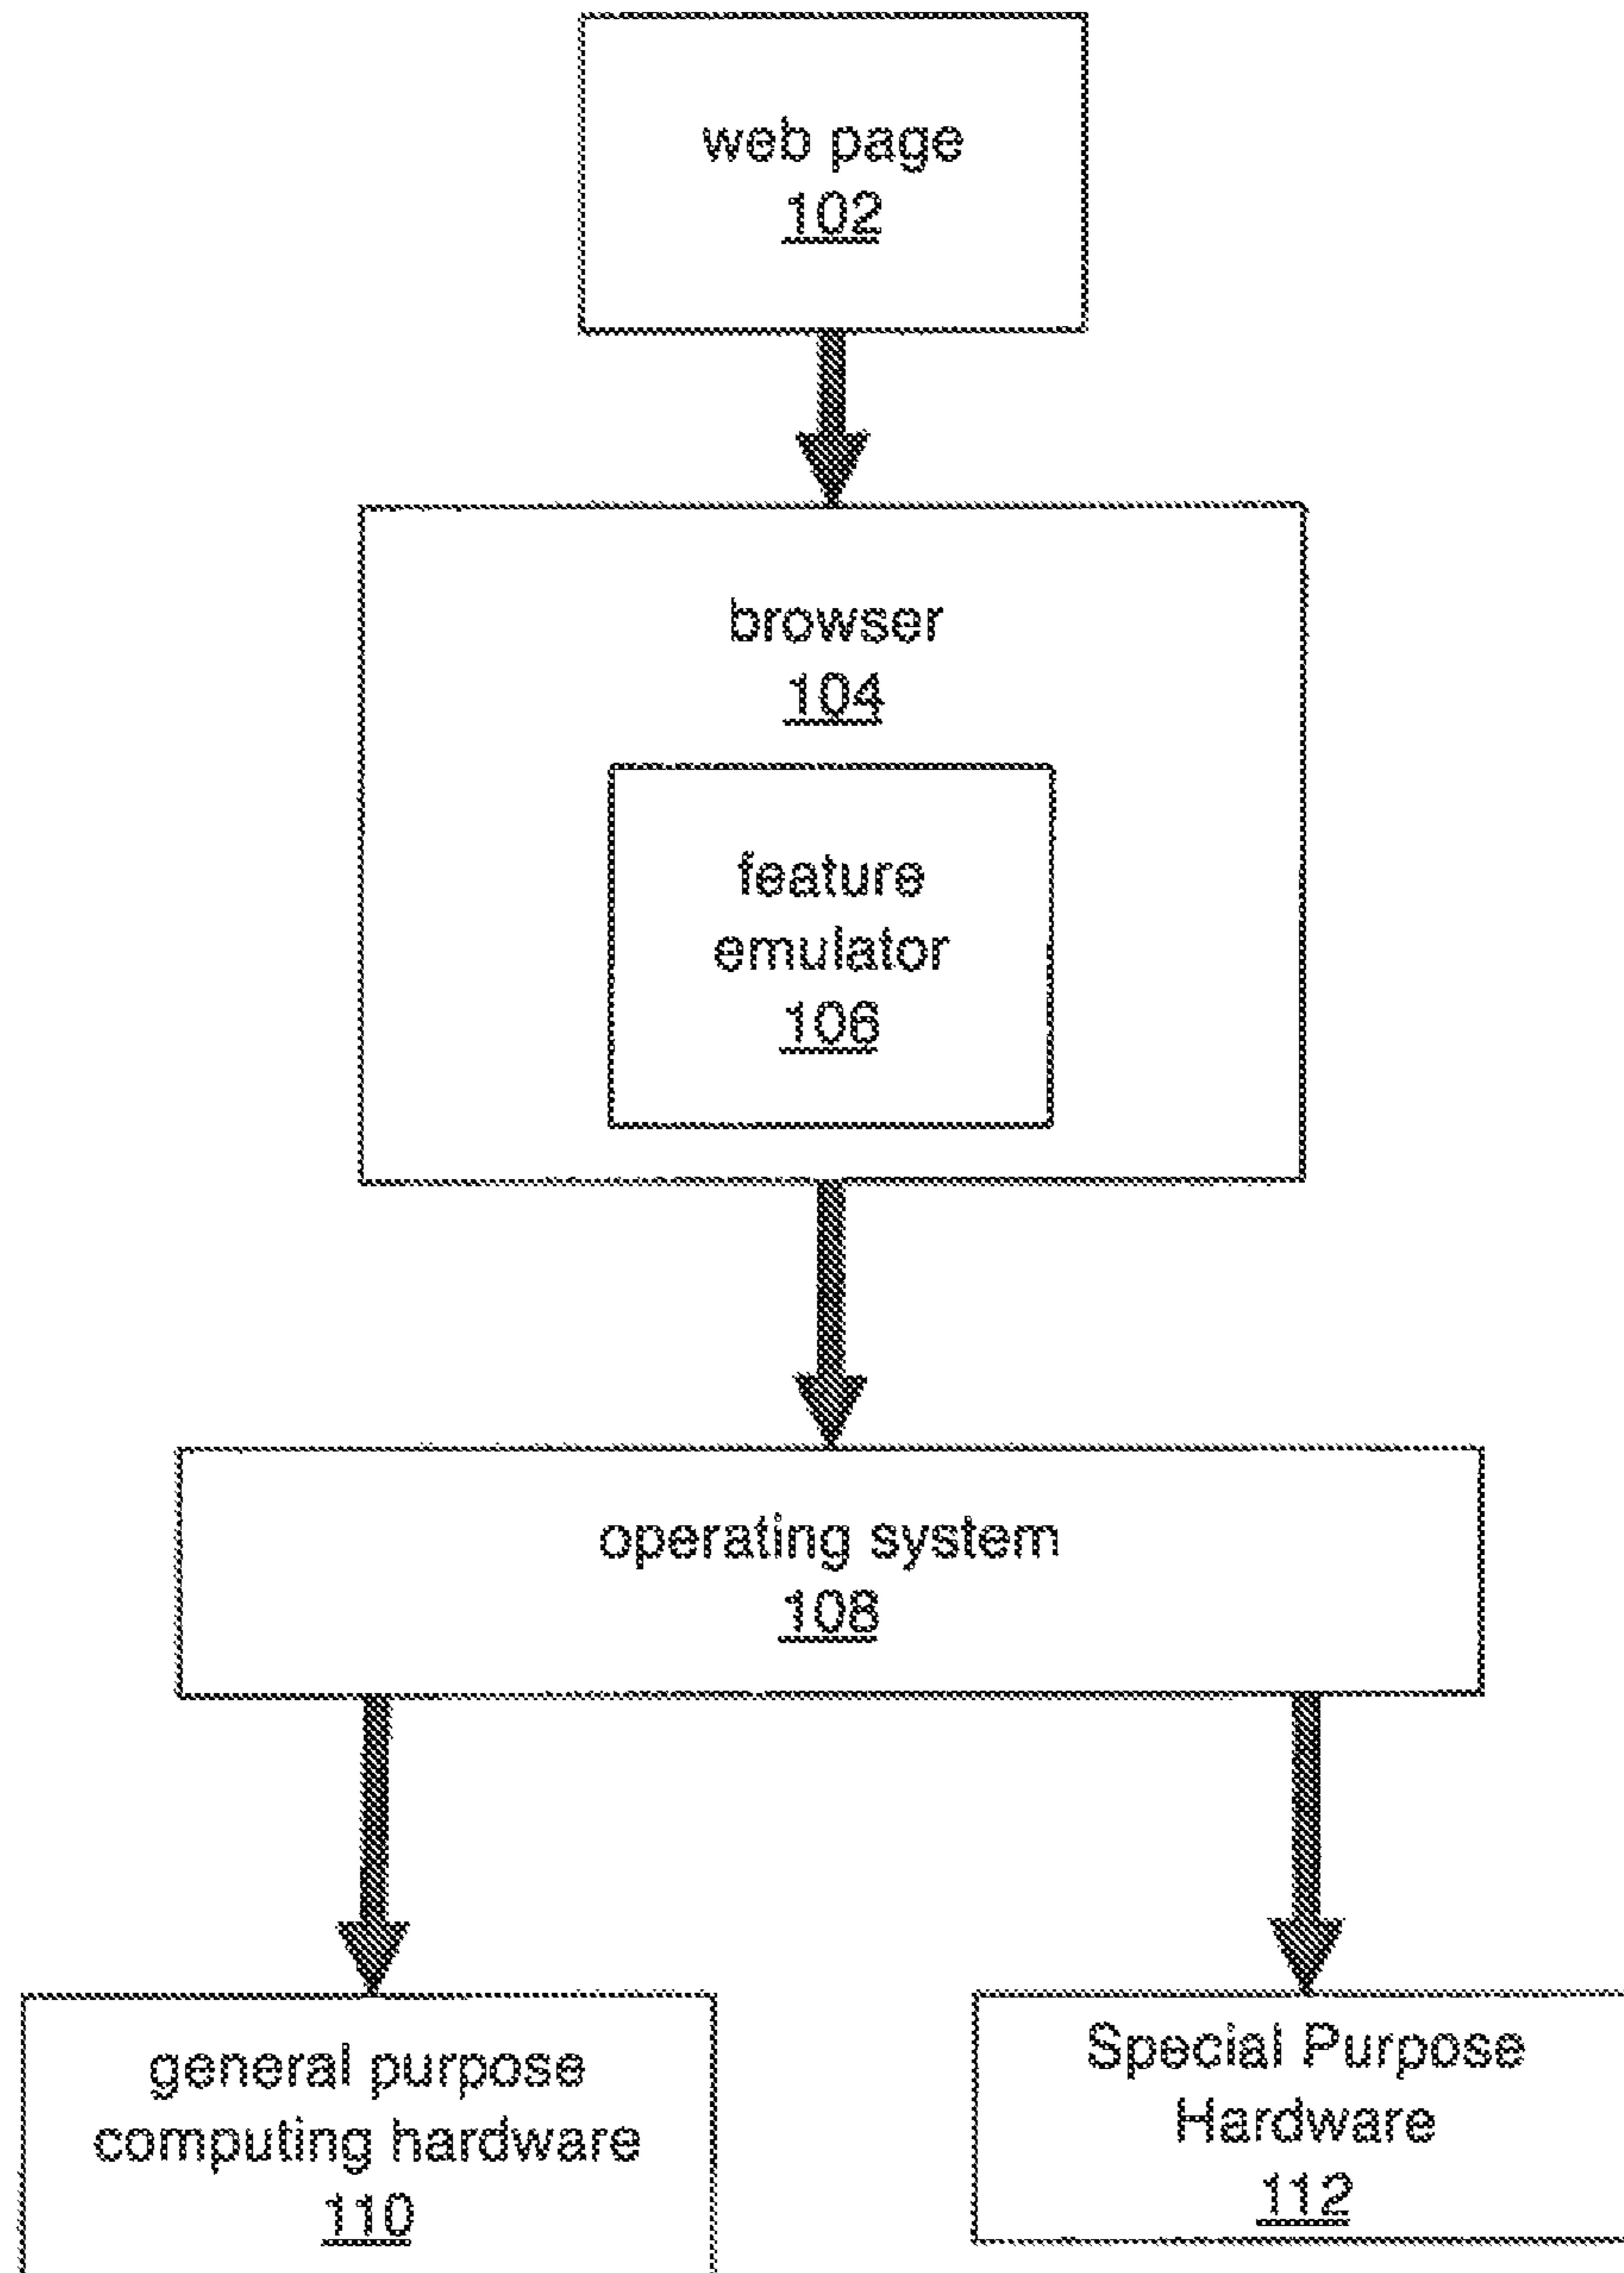 web page
102
browser
104
feature
emulator
106
operating system
108
general purpose
computing hardware
110
Special Purpose
Hardware
112